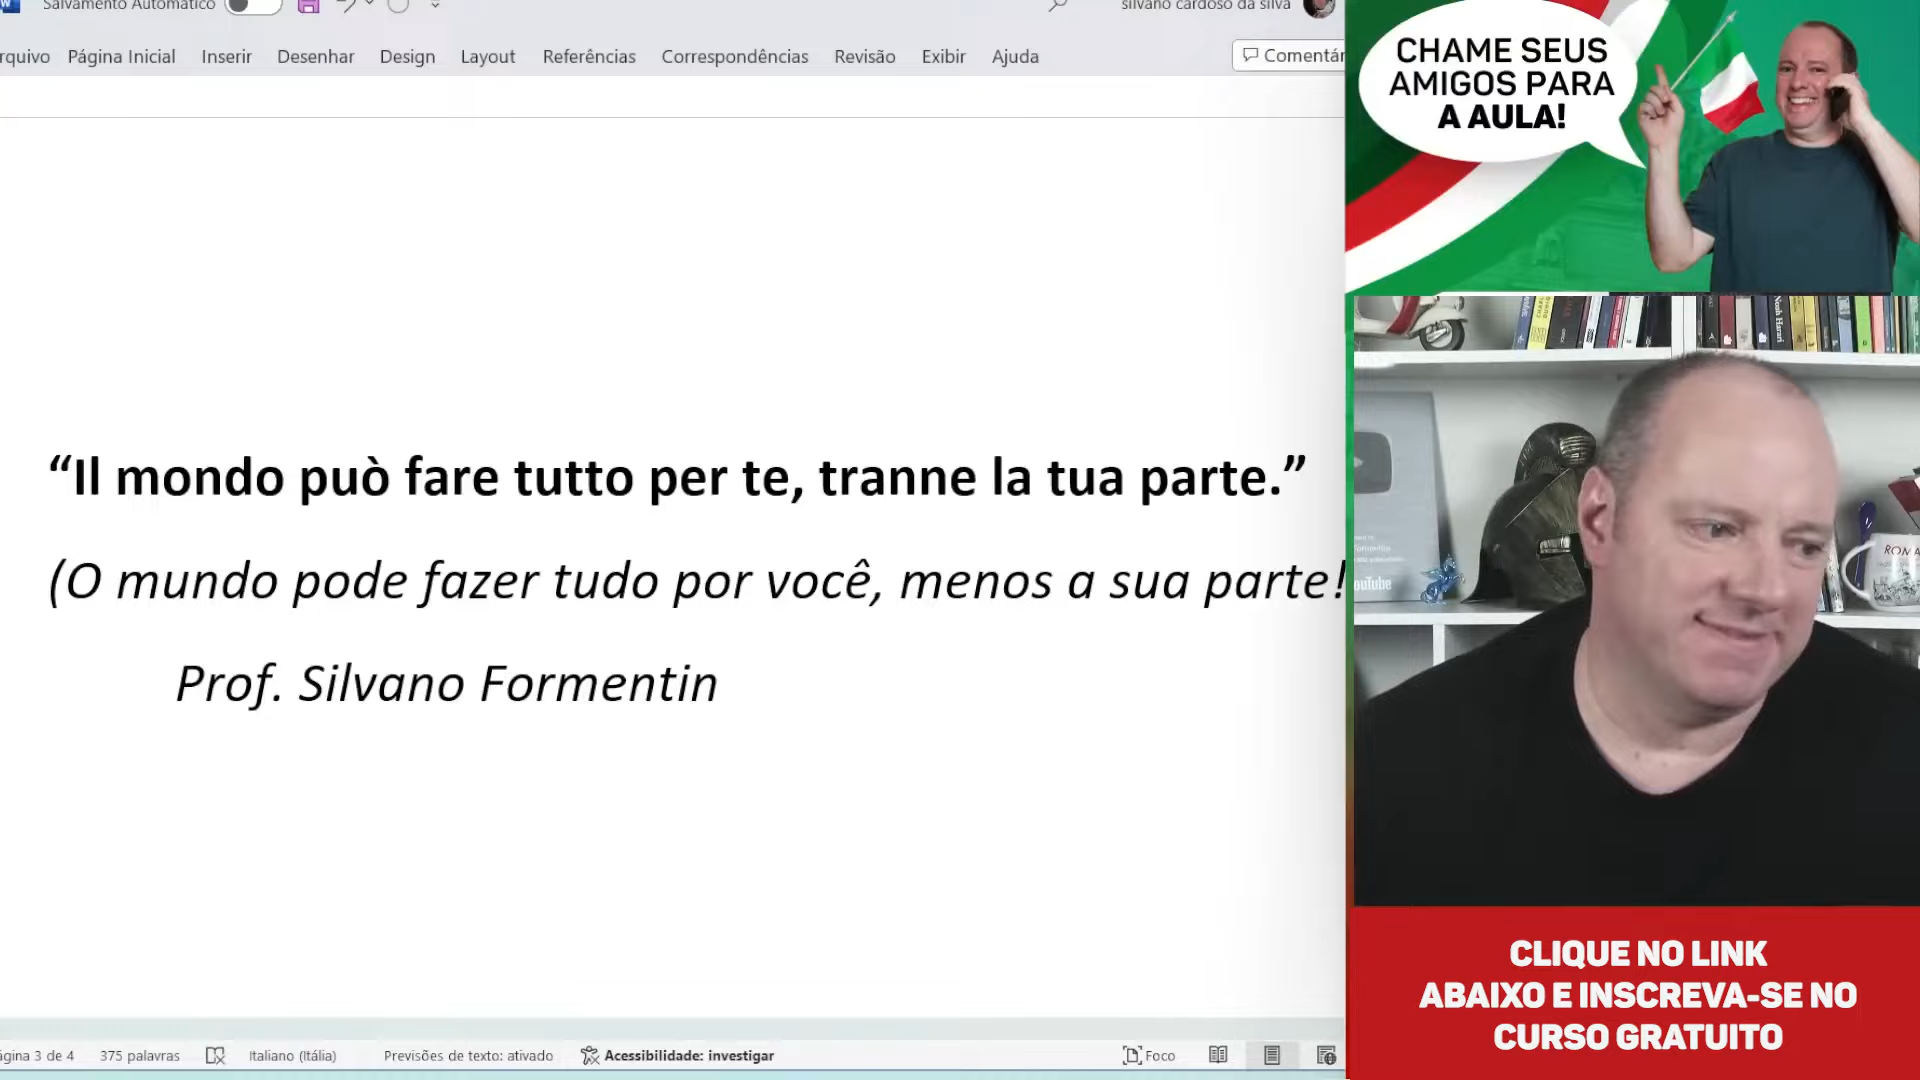 Salvamento Automático
silvano cardoso da silva
Página Inicial Inserir Desenhar Design Layout Referências Correspondências Revisão Exibir Ajuda
“Il mondo può fare tutto per te, tranne la tua parte.”
(O mundo pode fazer tudo por você, menos a sua parte!
Prof. Silvano Formentin
3 de 4 375 palavras Italiano (Itália) Previsões de texto: ativado Acessibilidade: investigar Foco
CHAME SEUS
AMIGOS PARA
A AULA!
Noah Harari
CLIQUE NO LINK
ABAIXO E INSCREVA-SE NO
CURSO GRATUITO